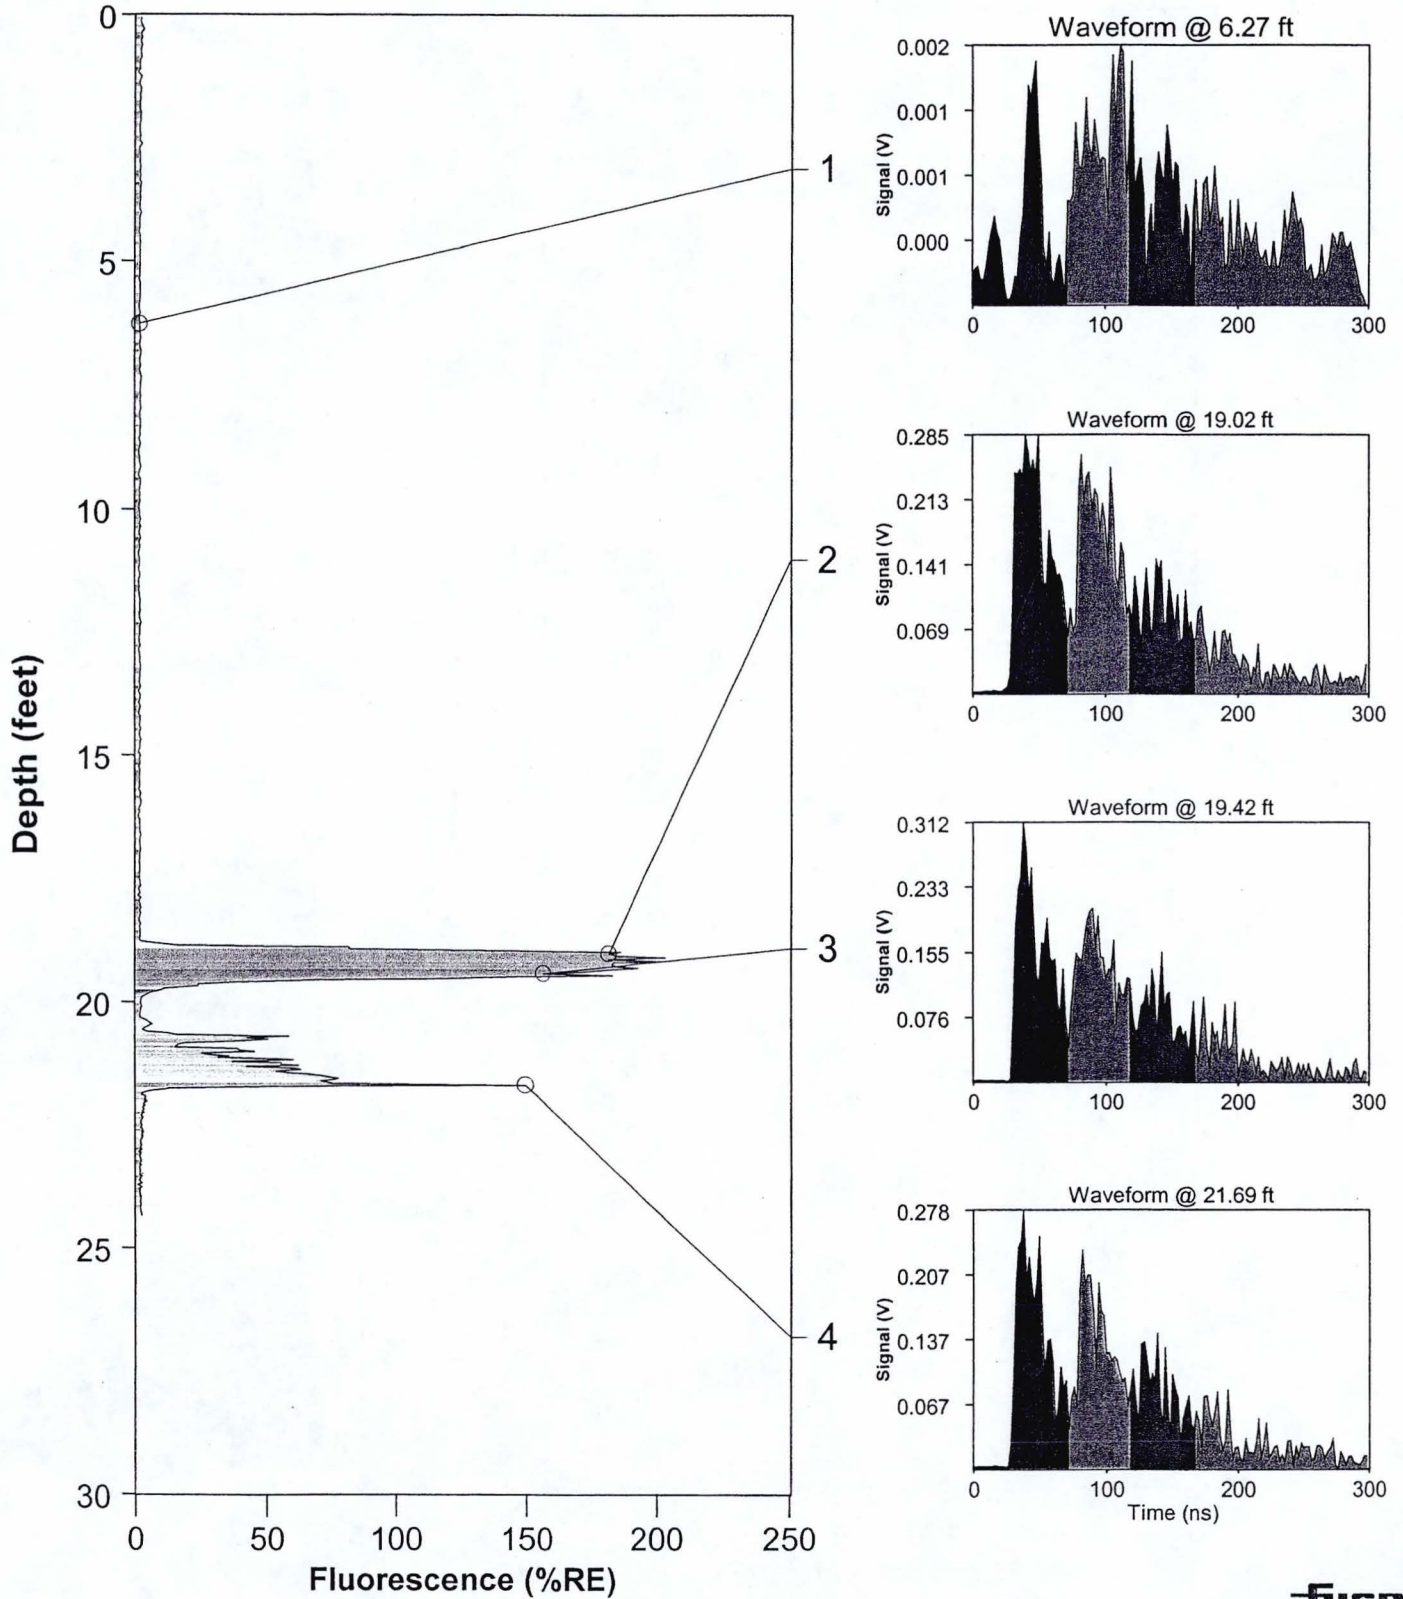 0
5
10
15
20
25
30
Depth (feet)
0 50 100 150 200 250
Fluorescence (%RE)
1
2
3
4
Waveform @ 6.27 ft
0.002
0.001
0.001
0.000
Signal (V)
0 100 200 300
Waveform @ 19.02 ft
0.285
0.213
0.141
0.069
Signal (V)
0 100 200 300
Waveform @ 19.42 ft
0.312
0.233
0.155
0.076
Signal (V)
0 100 200 300
Waveform @ 21.69 ft
0.278
0.207
0.137
0.067
Signal (V)
0 100 200 300
Time (ns)